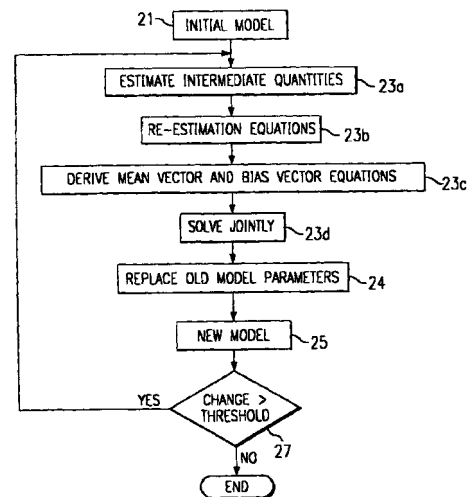 21
INITIAL MODEL
ESTIMATE INTERMEDIATE QUANTITIES
23a
RE-ESTIMATION EQUATIONS
23b
DERIVE MEAN VECTOR AND BIAS VECTOR EQUATIONS
23c
SOLVE JOINTLY
23d
REPLACE OLD MODEL PARAMETERS
24
NEW MODEL
25
YES
CHANGE >
THRESHOLD
27
NO
END